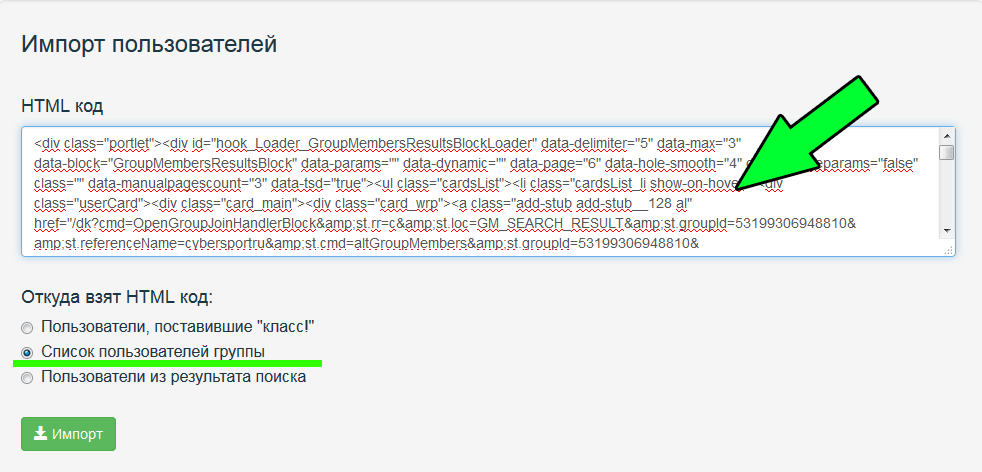 Импорт пользователей
HTML код
<div class="portlet"><div id="hook_Loader_GroupMembersResultsBlockLoader" data-delimiter="5" data-max="3"
data-block="GroupMembersResultsBlock" data-params="" data-dynamic="" data-page="6" data-hole-smooth="4" eparams="false"
class="" data-manualpagescount="3" data-tsd="true"><ul class="cardsList"><li class="cardsList_li show-on-hove div
class="userCard"><div class="card_main"><div class="card_wrp"><a class="add-stub add-stub__128 al"
href="/dk?cmd=OpenGroupJoinHandlerBlock&amp;st.rr=c&amp;st.loc=GM_SEARCH_RESULT&amp;st.groupId=53199306948810&
amp;st.referenceName=cybersportru&amp;st.cmd=altGroupMembers&amp;st.groupId=53199306948810&
Откуда взят HTML код:
Пользователи, поставившие "класс!"
Список пользователей группы
Пользователи из результата поиска
Импорт